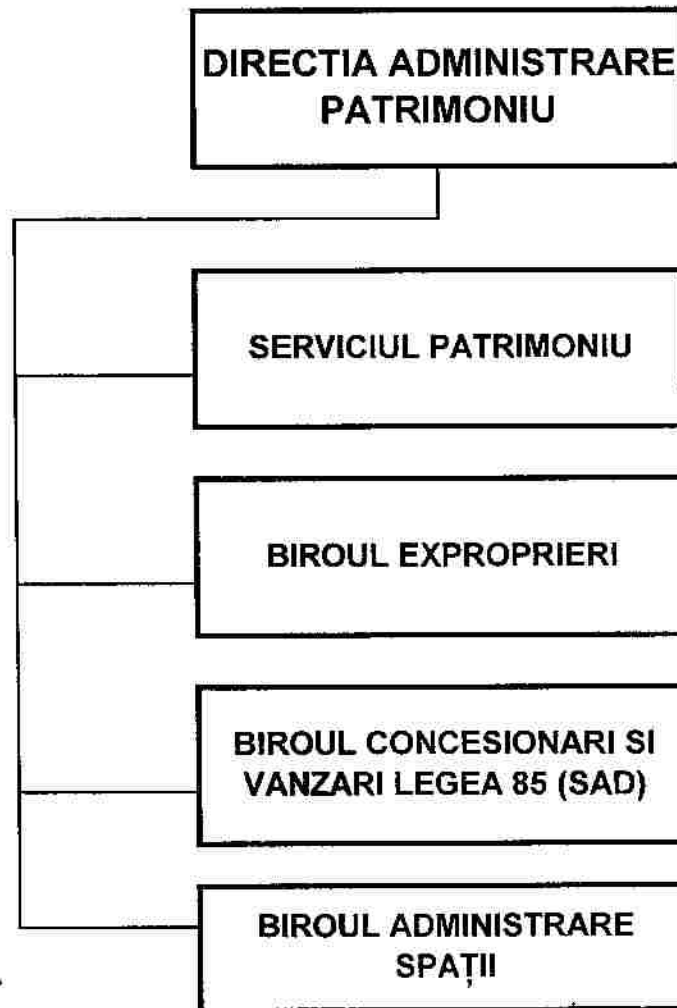 DIRECTIA ADMINISTRARE
PATRIMONIU
SERVICIUL PATRIMONIU
BIROUL EXPROPRIERI
BIROUL CONCESIONARI SI
VANZARI LEGEA 85 (SAD)
BIROUL ADMINISTRARE
SPAȚII